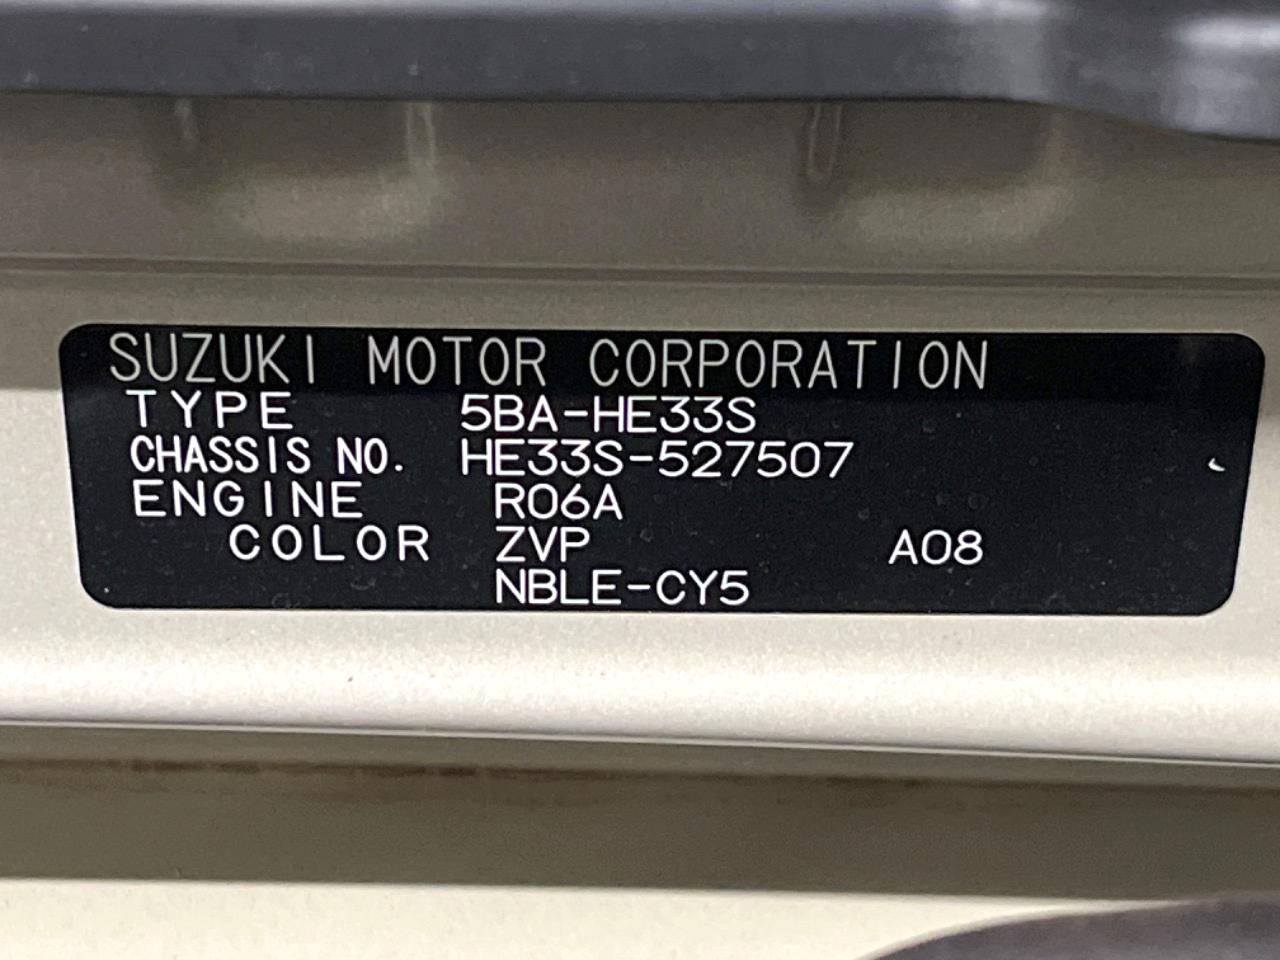 SUZUKI MOTOR CORPORATION
TYPE 5BA-HE33S
CHASSIS NO. HE33S-527507
ENGINE R06A
COLOR ZVP A08
NBLE-CY5